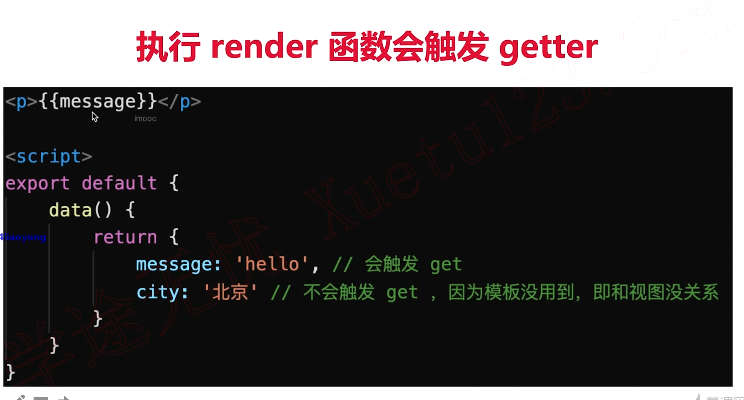 执行 render 函数会触发 getter
<p>{{message}}</p>
imooc
<script>
export default {
data() {
return {
message: 'hello', // 会触发 get
city: '北京' // 不会触发 get ，因为模板没用到，即和视图没关系
}
}
}
学途无忧 Xuetu123.Com